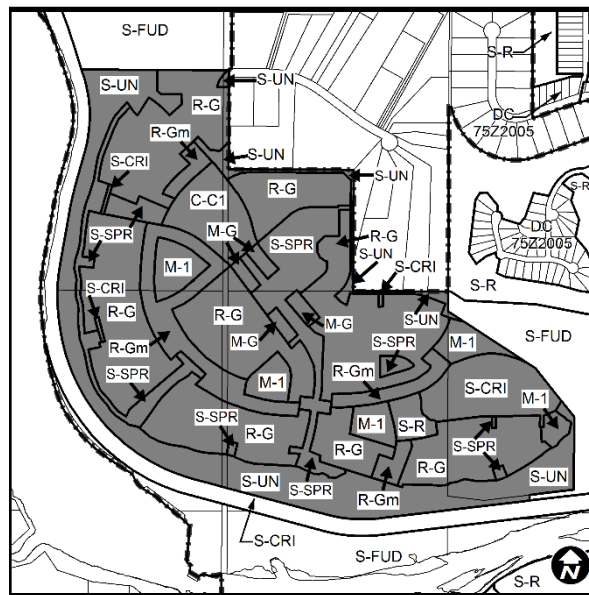 S-FUD
S-R
S-UN
S-UN
R-G
DC
75Z2005
R-Gm
S-UN
S-CRI
S-UN
R-G
C-C1
S-R
S-SPR
M-G
S-SPR
R-G
DC
75Z2005
M-1
S-UN
S-CRI
S-R
S-CRI
R-G
R-G
M-G
M-G
S-UN
S-FUD
R-Gm
S-SPR
M-1
S-SPR
R-Gm
M-1
S-CRI
M-1
S-SPR
R-G
M-1
S-R
S-SPR
R-G
R-G
S-UN
S-SPR
R-Gm
S-UN
S-CRI
S-FUD
S-R
N